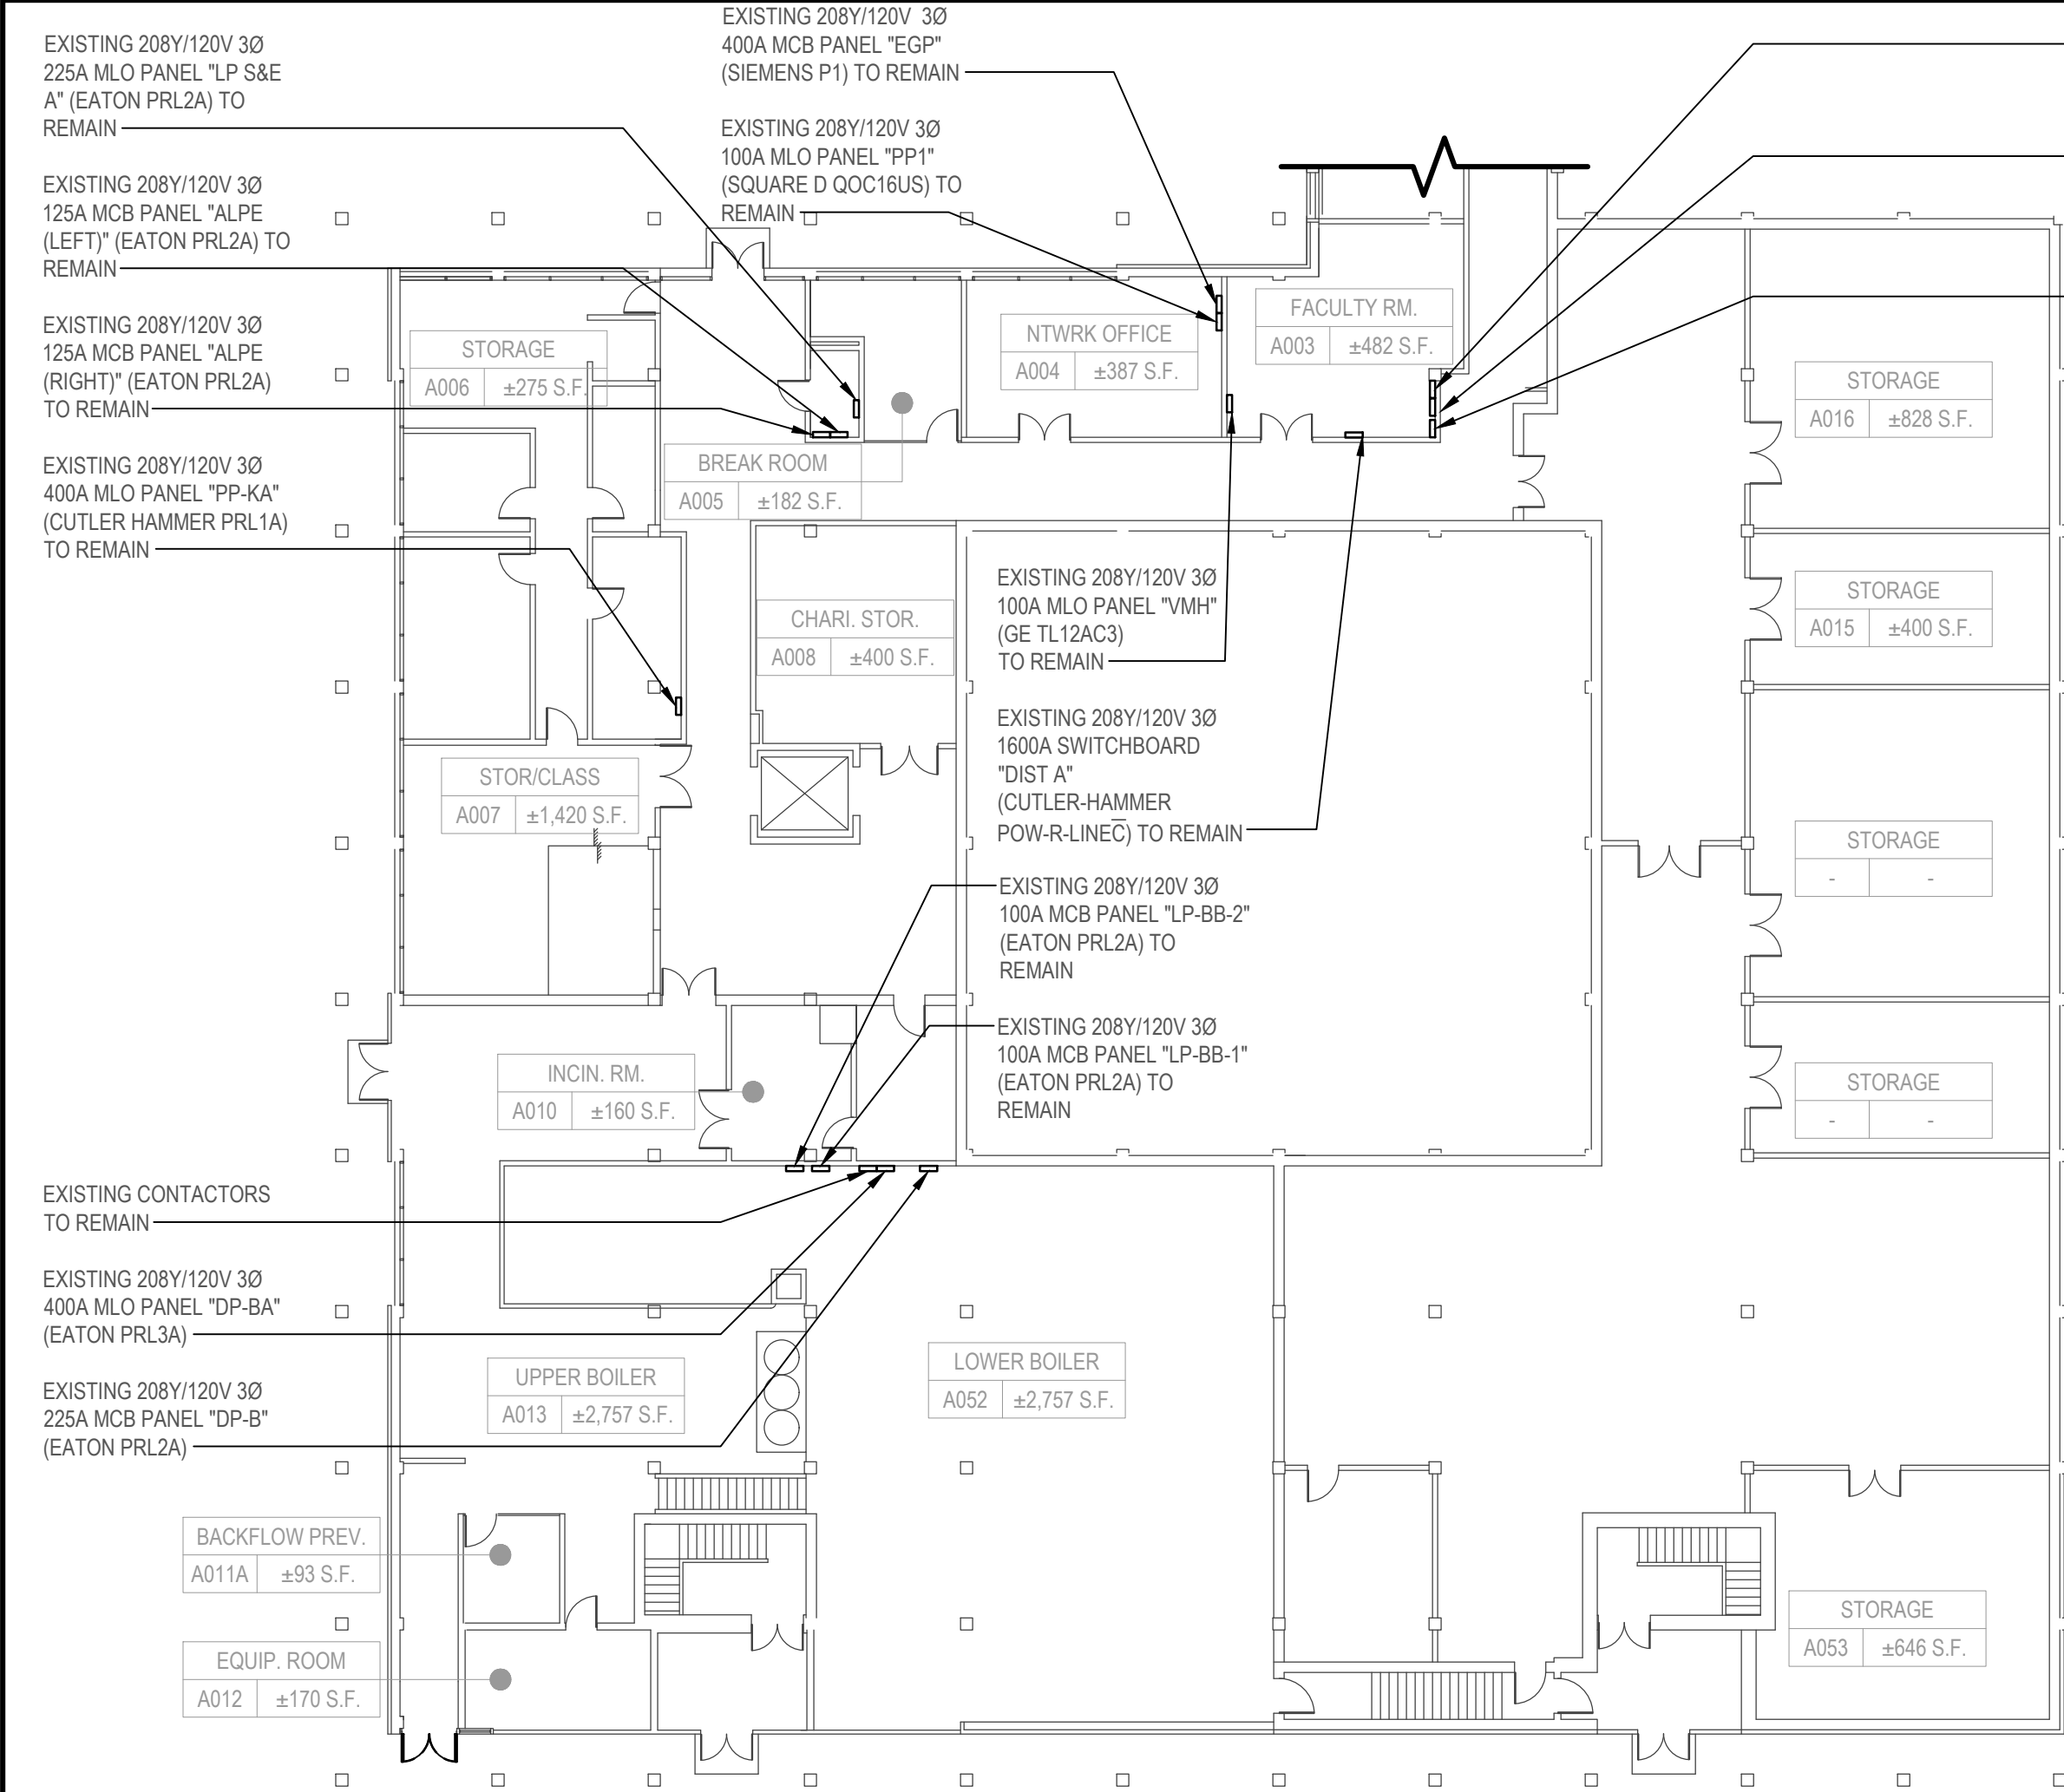 EXISTING 208Y/120V 3Ø
225A MLO PANEL "LP S&E
A" (EATON PRL2A) TO
REMAIN
EXISTING 208Y/120V 3Ø
125A MCB PANEL "ALPE
(LEFT)" (EATON PRL2A) TO
REMAIN
EXISTING 208Y/120V 3Ø
125A MCB PANEL "ALPE
(RIGHT)" (EATON PRL2A)
TO REMAIN
EXISTING 208Y/120V 3Ø
400A MLO PANEL "PP-KA"
(CUTLER HAMMER PRL1A)
TO REMAIN
EXISTING 208Y/120V 3Ø
400A MCB PANEL "EGP"
(SIEMENS P1) TO REMAIN
EXISTING 208Y/120V 3Ø
100A MLO PANEL "PP1"
(SQUARE D QOC16US) TO
REMAIN
STORAGE
A006 ±275 S.F.
NTWRK OFFICE
A004 ±387 S.F.
FACULTY RM.
A003 ±482 S.F.
STORAGE
A016 ±828 S.F.
BREAK ROOM
A005 ±182 S.F.
CHARI. STOR.
A008 ±400 S.F.
EXISTING 208Y/120V 3Ø
100A MLO PANEL "VMH"
(GE TL12AC3)
TO REMAIN
STORAGE
A015 ±400 S.F.
EXISTING 208Y/120V 3Ø
1600A SWITCHBOARD
"DIST A"
(CUTLER-HAMMER
POW-R-LINEC̅) TO REMAIN
STOR/CLASS
A007 ±1,420 S.F.
STORAGE
- -
EXISTING 208Y/120V 3Ø
100A MCB PANEL "LP-BB-2"
(EATON PRL2A) TO
REMAIN
EXISTING 208Y/120V 3Ø
100A MCB PANEL "LP-BB-1"
(EATON PRL2A) TO
REMAIN
INCIN. RM.
A010 ±160 S.F.
STORAGE
- -
EXISTING CONTACTORS
TO REMAIN
EXISTING 208Y/120V 3Ø
400A MLO PANEL "DP-BA"
(EATON PRL3A)
EXISTING 208Y/120V 3Ø
225A MCB PANEL "DP-B"
(EATON PRL2A)
UPPER BOILER
A013 ±2,757 S.F.
LOWER BOILER
A052 ±2,757 S.F.
BACKFLOW PREV.
A011A ±93 S.F.
EQUIP. ROOM
A012 ±170 S.F.
STORAGE
A053 ±646 S.F.